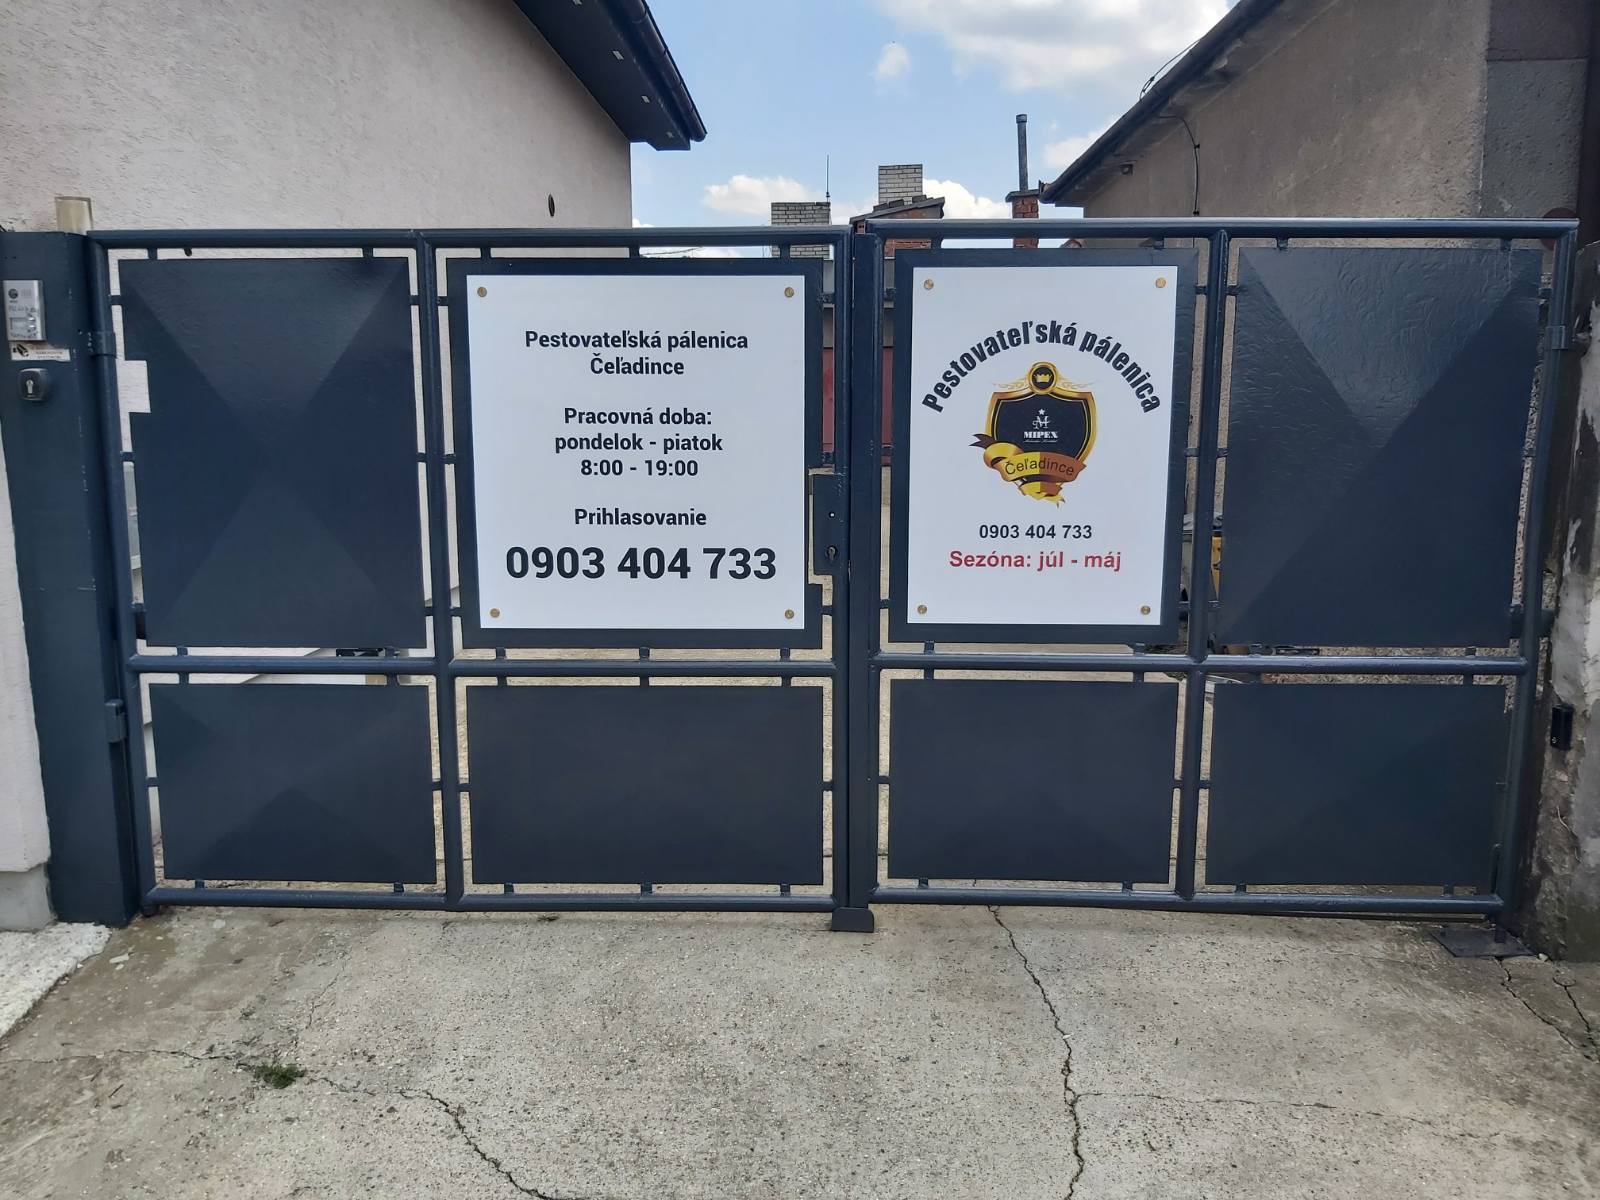 Pestovateľská pálenica
Čeľadince
Pracovná doba:
pondelok - piatok
8:00 - 19:00
Prihlasovanie
0903 404 733
Pestovateľská pálenica
MIPEX
Čeľadince
0903 404 733
Sezóna: júl - máj